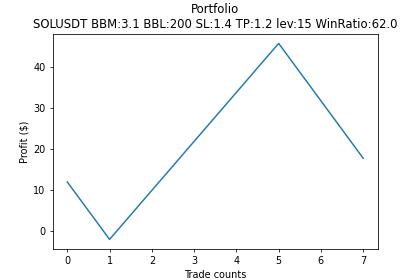 Portfolio
SOLUSDT BBM:3.1 BBL:200 SL:1.4 TP:1.2 lev:15 WinRatio:62.0
40
30
20
10
0
Profit ($)
0 1 2 3 4 5 6 7
Trade counts